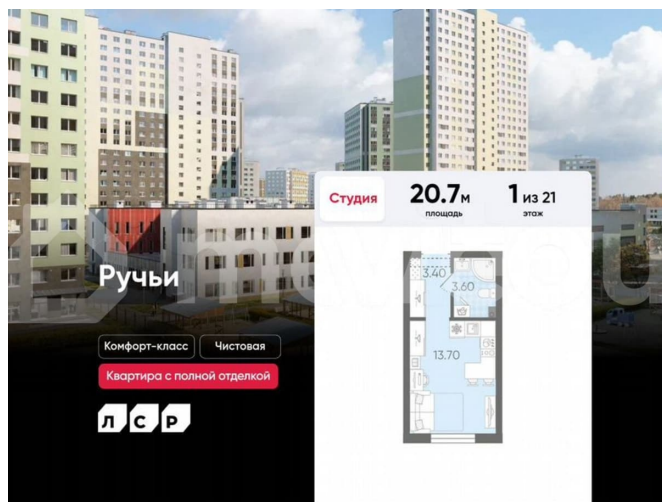 Студия
20.7м
площадь
1 из 21
этаж
Ручьи
Комфорт-класс
Чистовая
Квартира с полной отделкой
ЛСР
3.40
3.60
13.70